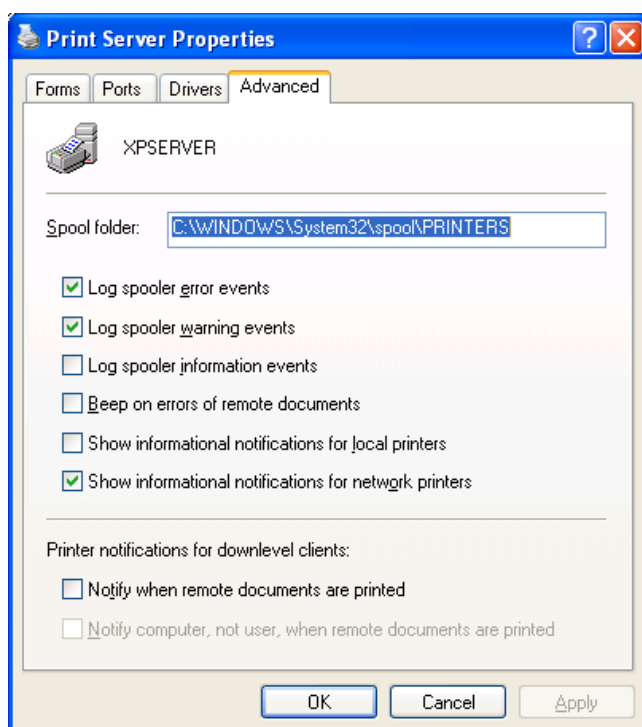 Print Server Properties
Forms Ports Drivers Advanced
XPSERVER
Spool folder: C:\WINDOWS\System32\spool\PRINTERS
Log spooler error events
Log spooler warning events
Log spooler information events
Beep on errors of remote documents
Show informational notifications for local printers
Show informational notifications for network printers
Printer notifications for downlevel clients:
Notify when remote documents are printed
Notify computer, not user, when remote documents are printed
OK Cancel Apply